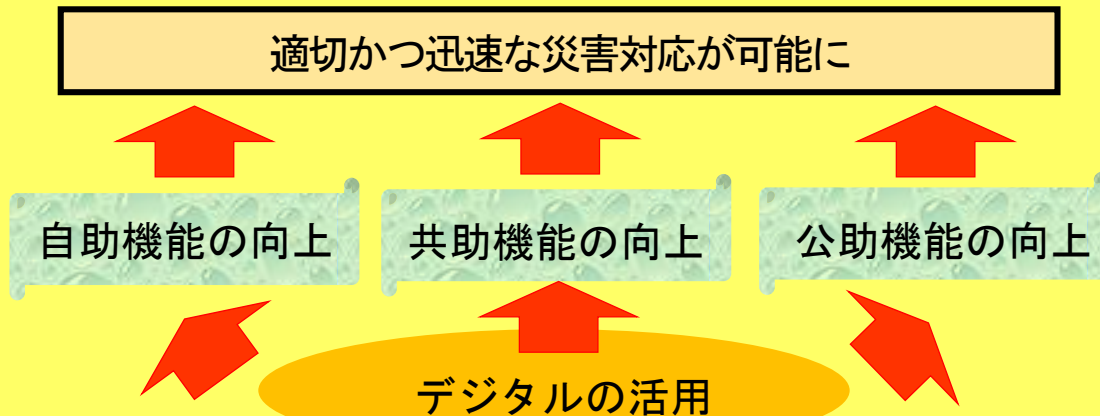 適切かつ迅速な災害対応が可能に
自助機能の向上
共助機能の向上
公助機能の向上
デジタルの活用